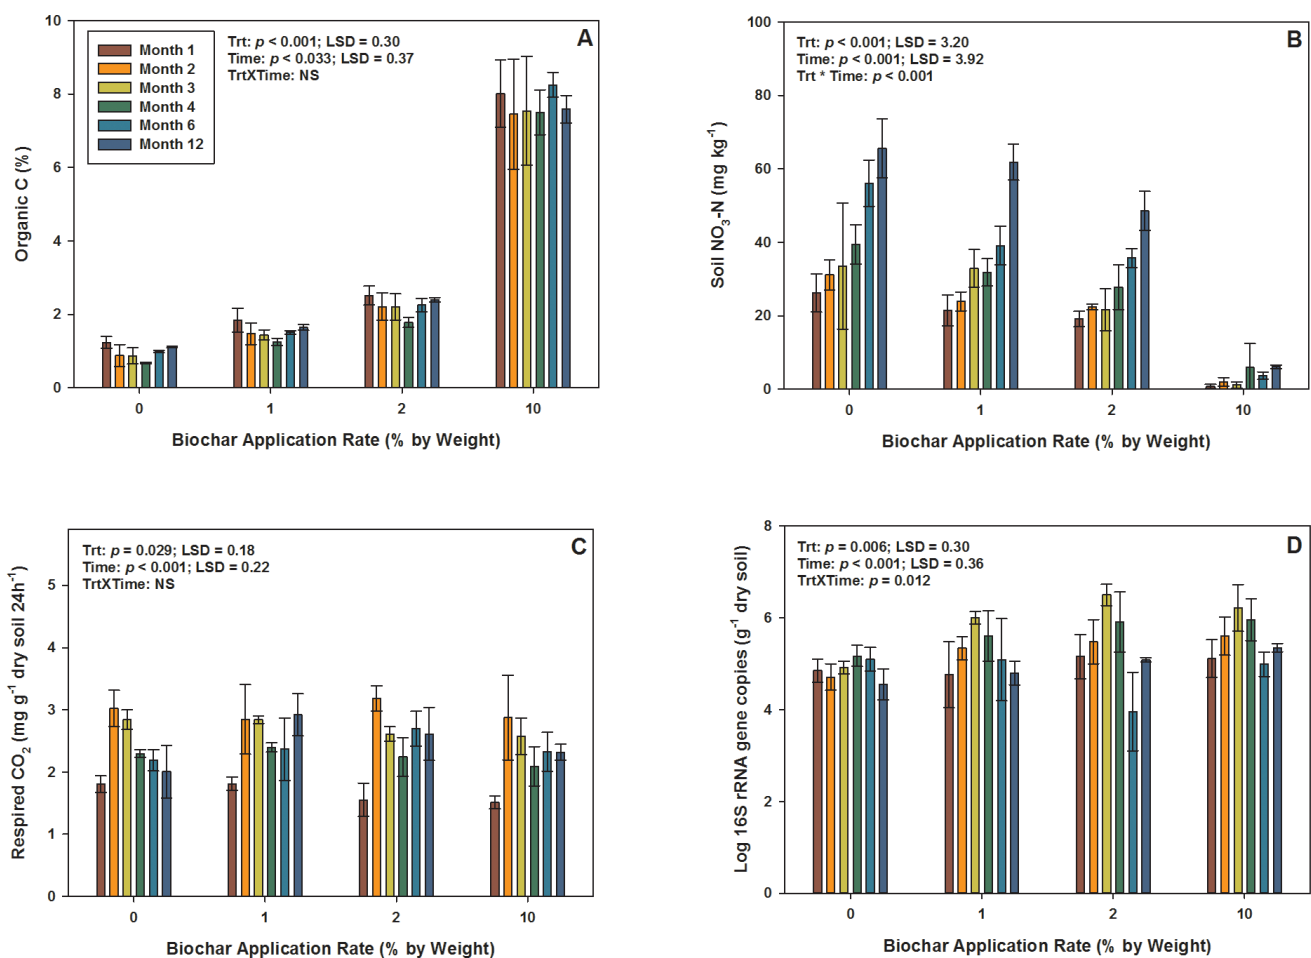 A
Trt: p < 0.001; LSD = 0.30
Time: p < 0.033; LSD = 0.37
TrtXTime: NS
Month 1
Month 2
Month 3
Month 4
Month 6
Month 12
Organic C (%)
10
8
6
4
2
0
0 1 2 10
Biochar Application Rate (% by Weight)
B
Trt: p < 0.001; LSD = 3.20
Time: p < 0.001; LSD = 3.92
Trt * Time: p < 0.001
Soil NO₃-N (mg kg⁻¹)
100
80
60
40
20
0
0 1 2 10
Biochar Application Rate (% by Weight)
C
Trt: p = 0.029; LSD = 0.18
Time: p < 0.001; LSD = 0.22
TrtXTime: NS
Respired CO₂ (mg g⁻¹ dry soil 24h⁻¹)
5
4
3
2
1
0
0 1 2 10
Biochar Application Rate (% by Weight)
D
Trt: p = 0.006; LSD = 0.30
Time: p < 0.001; LSD = 0.36
TrtXTime: p = 0.012
Log 16S rRNA gene copies (g⁻¹ dry soil)
8
6
4
2
0
0 1 2 10
Biochar Application Rate (% by Weight)